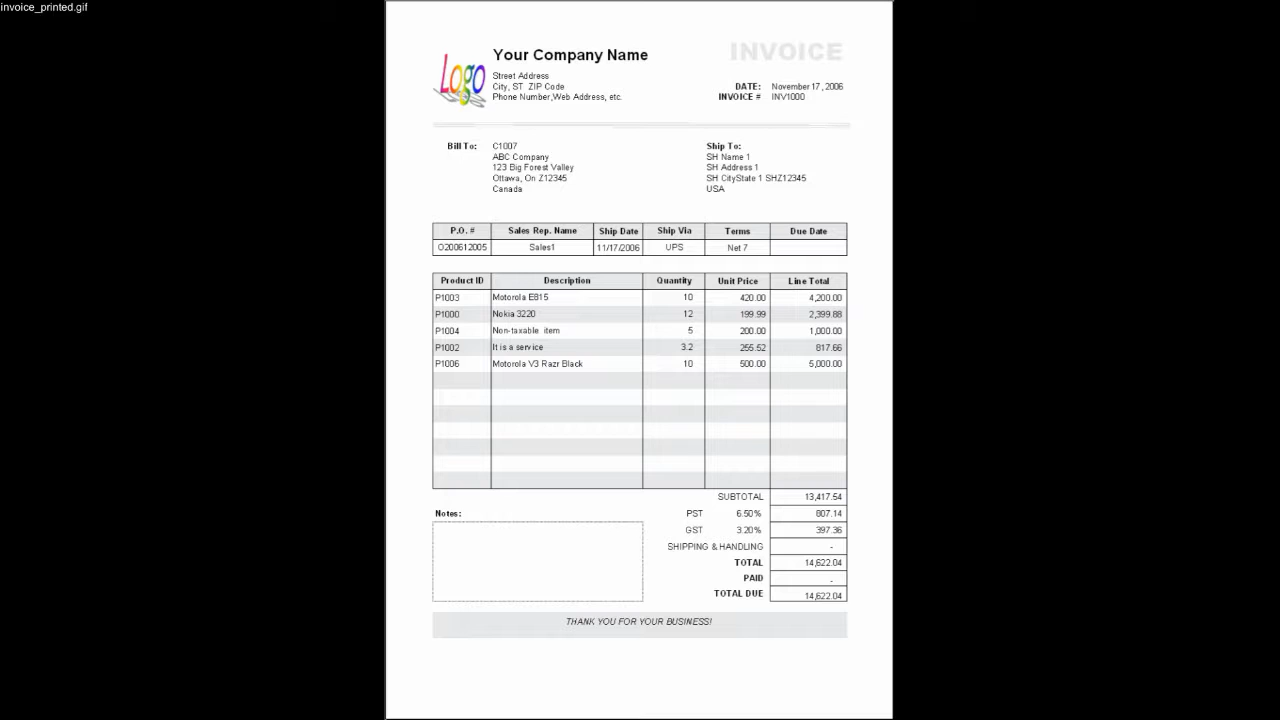 invoice_printed.gif
Logo
Your Company Name
INVOICE
Street Address
City, ST ZIP Code
Phone Number,Web Address, etc.
DATE: November 17, 2006
INVOICE # INV1000
Bill To: C1007
ABC Company
123 Big Forest Valley
Ottawa, On Z12345
Canada
Ship To:
SH Name 1
SH Address 1
SH CityState 1 SHZ12345
USA
P.O. # Sales Rep. Name Ship Date Ship Via Terms Due Date
O200612005 Sales1 11/17/2006 UPS Net 7
Product ID Description Quantity Unit Price Line Total
P1003 Motorola E815 10 420.00 4,200.00
P1000 Nokia 3220 12 199.99 2,399.88
P1004 Non-taxable item 5 200.00 1,000.00
P1002 It is a service 3.2 255.52 817.66
P1006 Motorola V3 Razr Black 10 500.00 5,000.00
SUBTOTAL 13,417.54
PST 6.50% 807.14
GST 3.20% 397.36
SHIPPING & HANDLING -
TOTAL 14,622.04
PAID -
TOTAL DUE 14,622.04
Notes:
THANK YOU FOR YOUR BUSINESS!